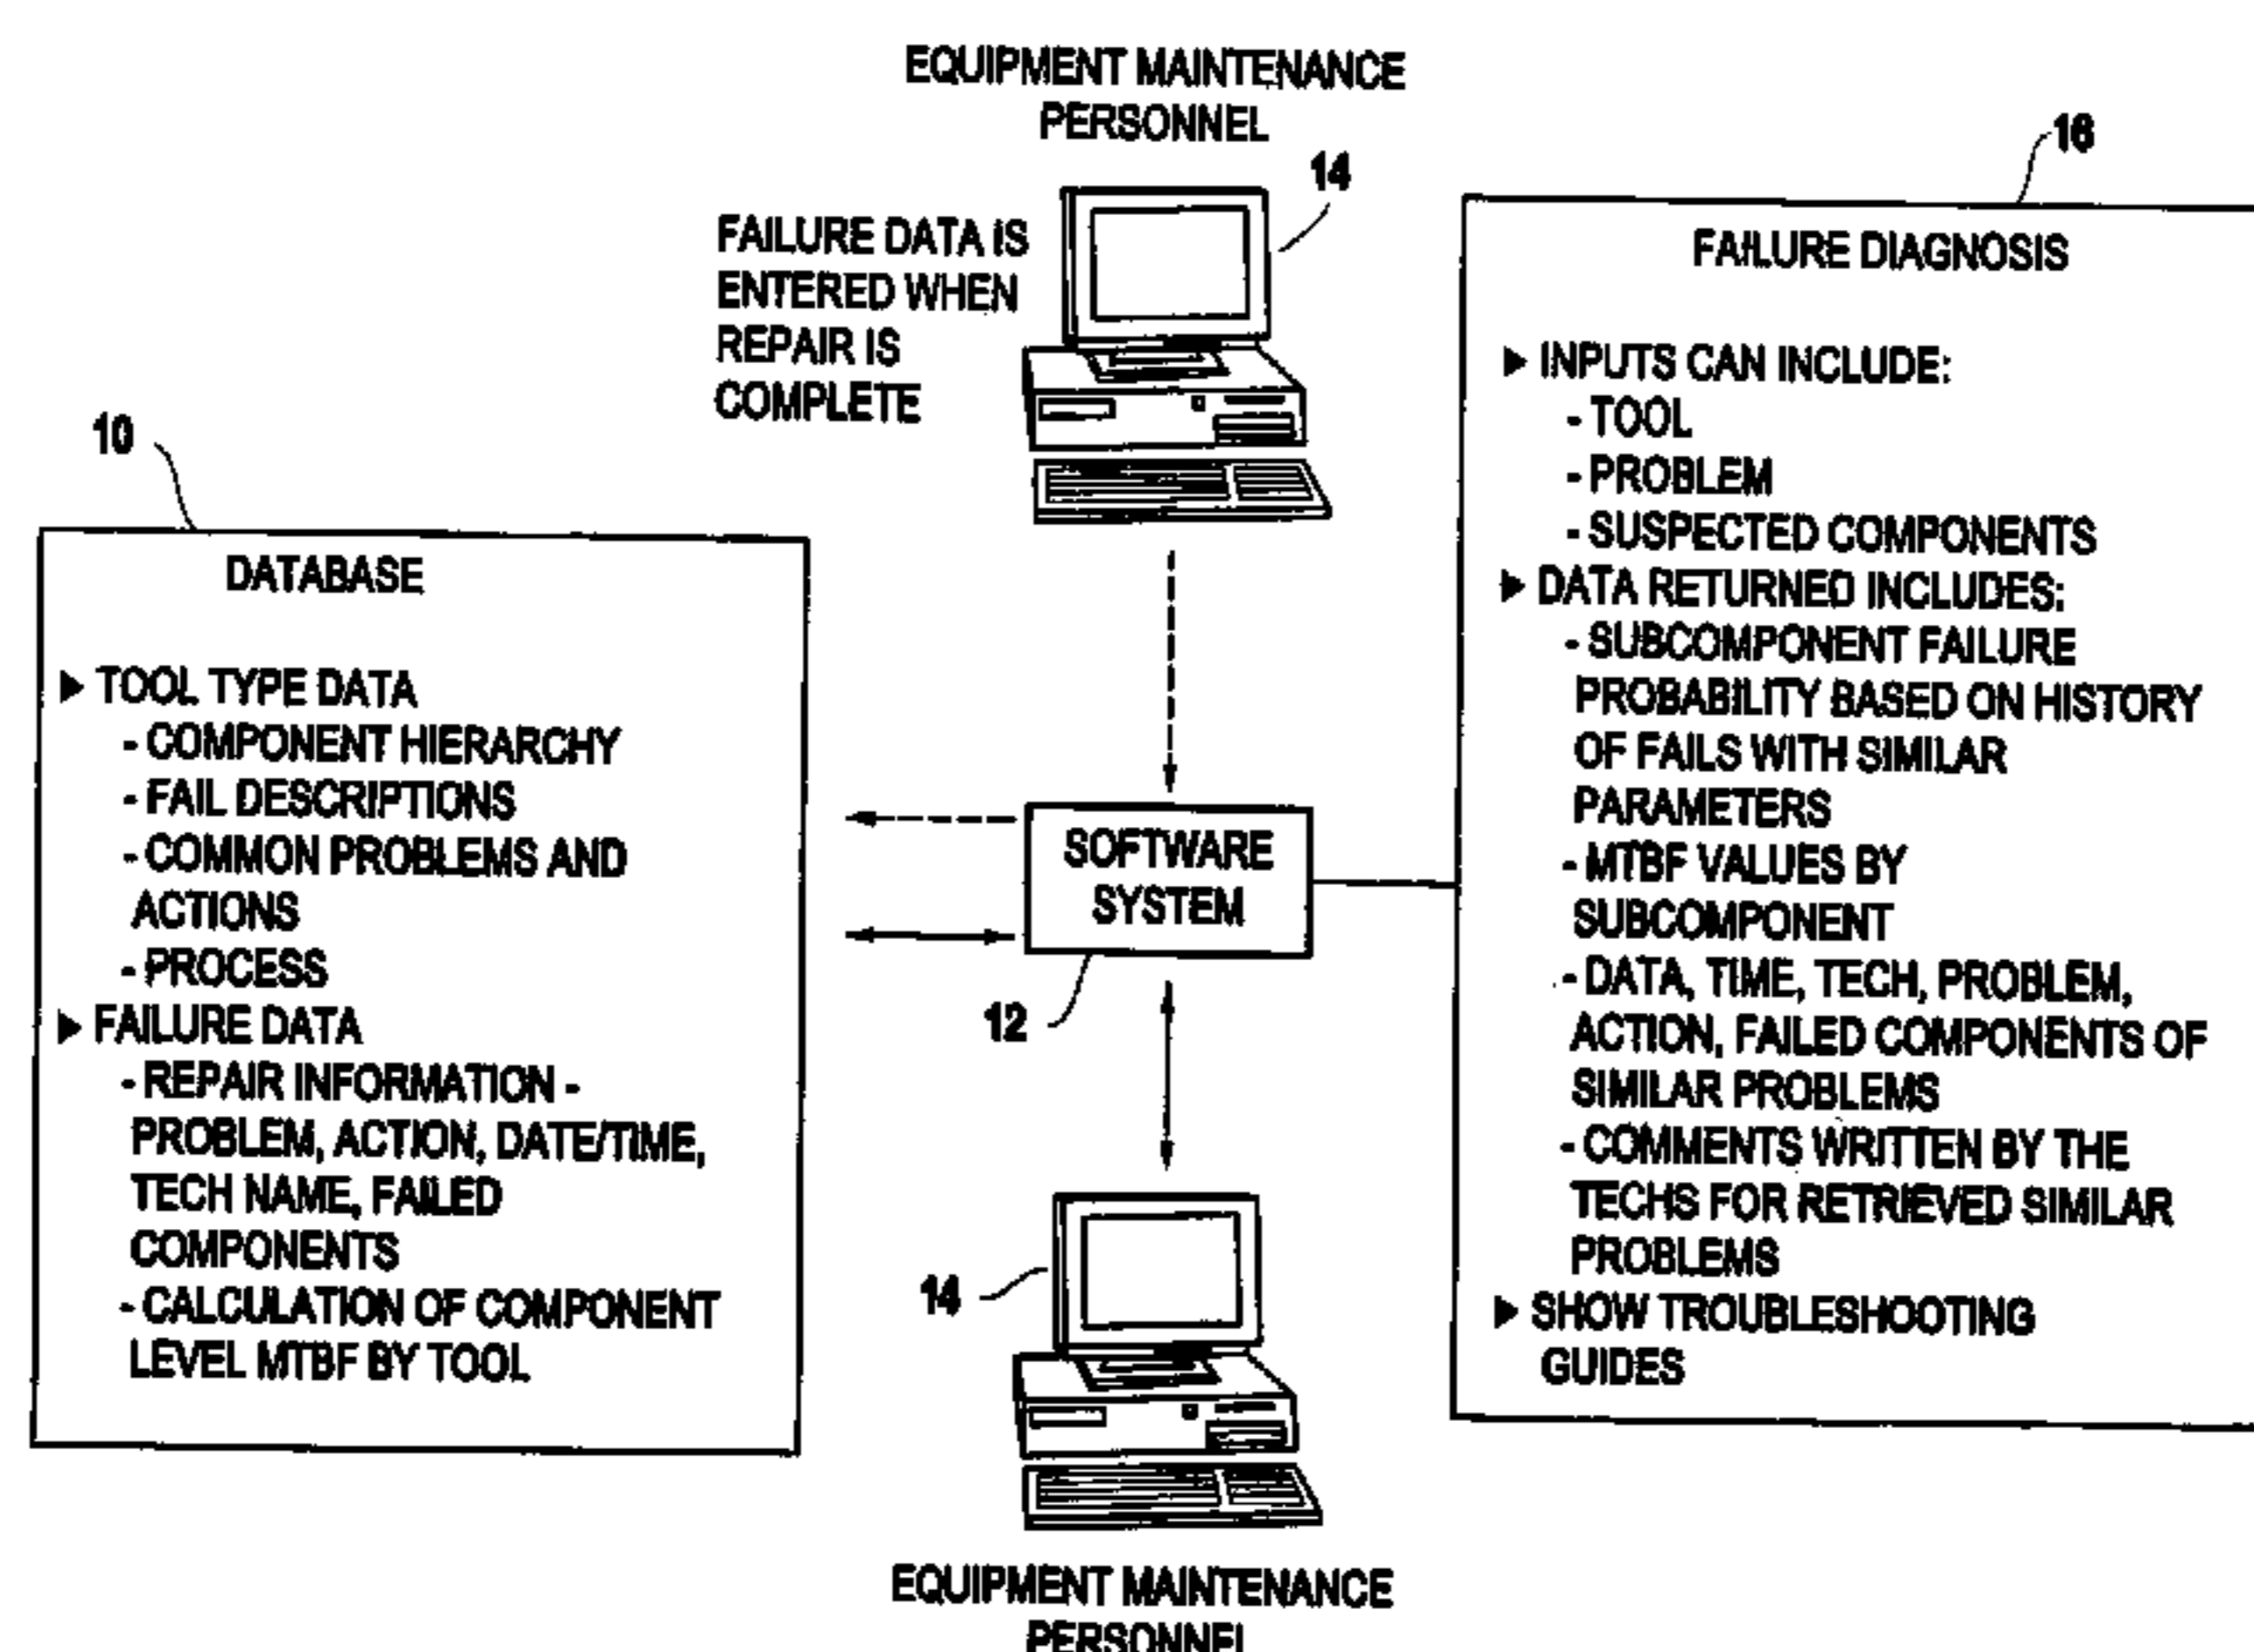 EQUIPMENT MAINTENANCE
PERSONNEL
14
FAILURE DATA IS
ENTERED WHEN
REPAIR IS
COMPLETE
10
DATABASE
▶ TOOL TYPE DATA
- COMPONENT HIERARCHY
- FAIL DESCRIPTIONS
- COMMON PROBLEMS AND
ACTIONS
- PROCESS
▶ FAILURE DATA
- REPAIR INFORMATION -
PROBLEM, ACTION, DATE/TIME,
TECH NAME, FAILED
COMPONENTS
- CALCULATION OF COMPONENT
LEVEL MTBF BY TOOL
SOFTWARE
SYSTEM
12
14
EQUIPMENT MAINTENANCE
PERSONNEL
16
FAILURE DIAGNOSIS
▶ INPUTS CAN INCLUDE:
- TOOL
- PROBLEM
- SUSPECTED COMPONENTS
▶ DATA RETURNED INCLUDES:
- SUBCOMPONENT FAILURE
PROBABILITY BASED ON HISTORY
OF FAILS WITH SIMILAR
PARAMETERS
- MTBF VALUES BY
SUBCOMPONENT
- DATA, TIME, TECH, PROBLEM,
ACTION, FAILED COMPONENTS OF
SIMILAR PROBLEMS
- COMMENTS WRITTEN BY THE
TECHS FOR RETRIEVED SIMILAR
PROBLEMS
▶ SHOW TROUBLESHOOTING
GUIDES